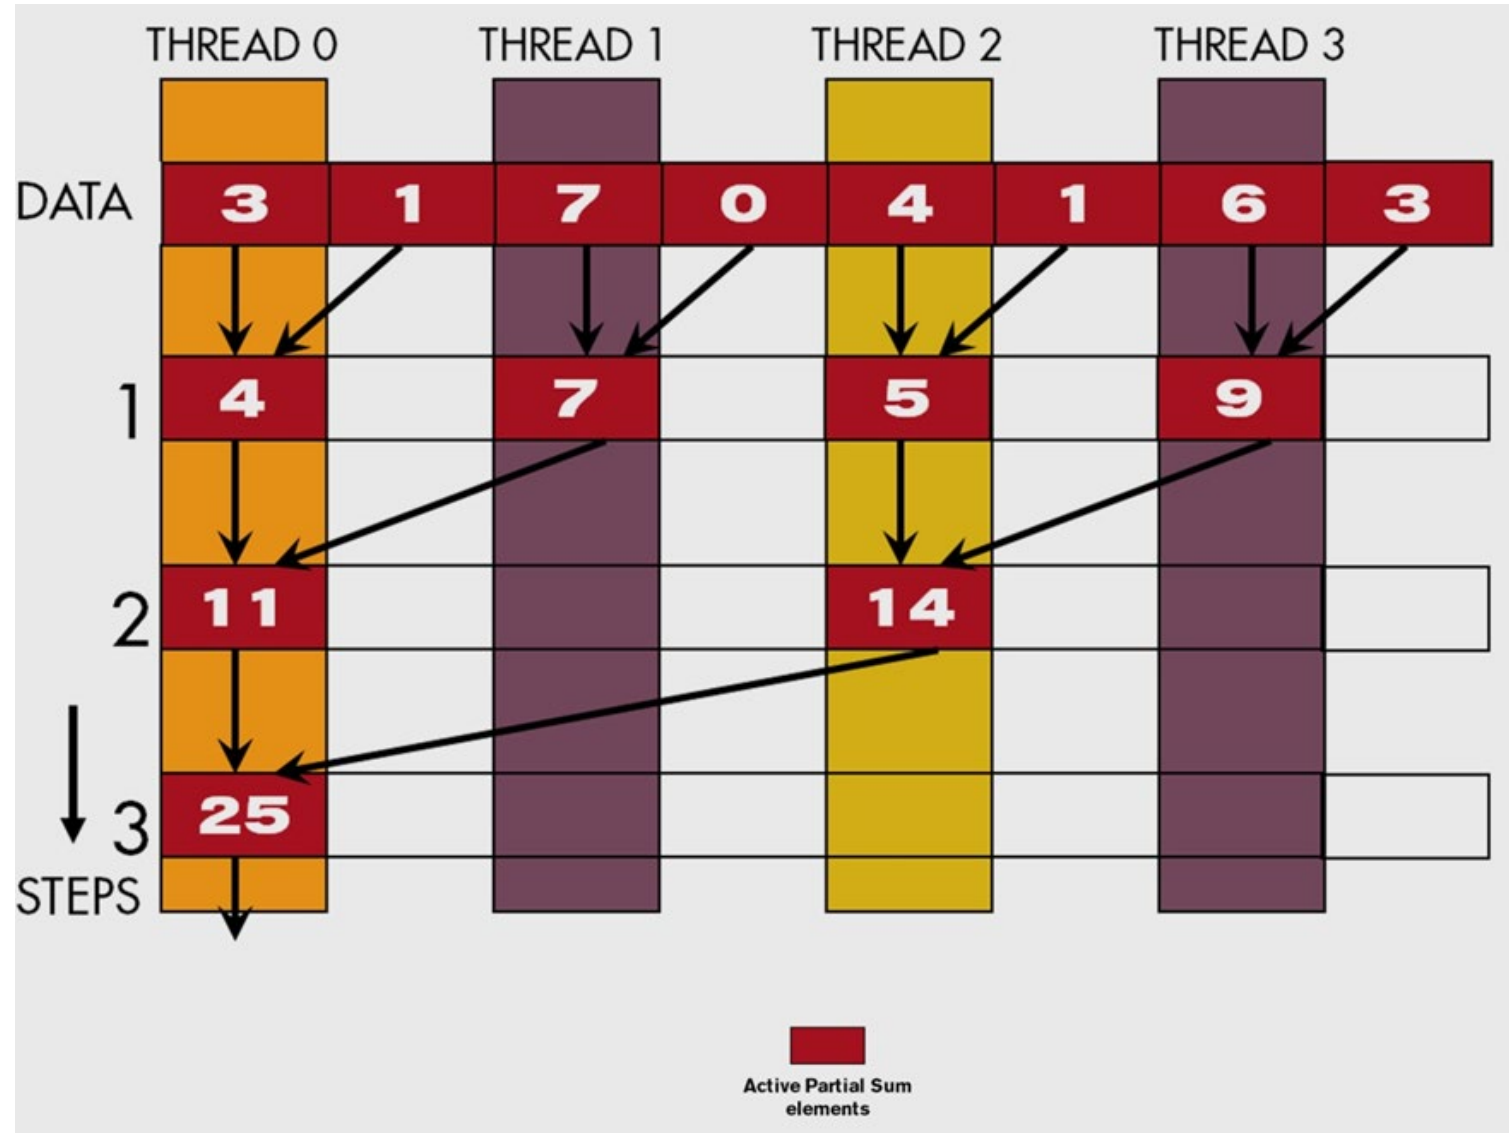 THREAD 0 THREAD 1 THREAD 2 THREAD 3
DATA 3 1 7 0 4 1 6 3
1 4 7 5 9
2 11 14
3 25
STEPS
Active Partial Sum
elements